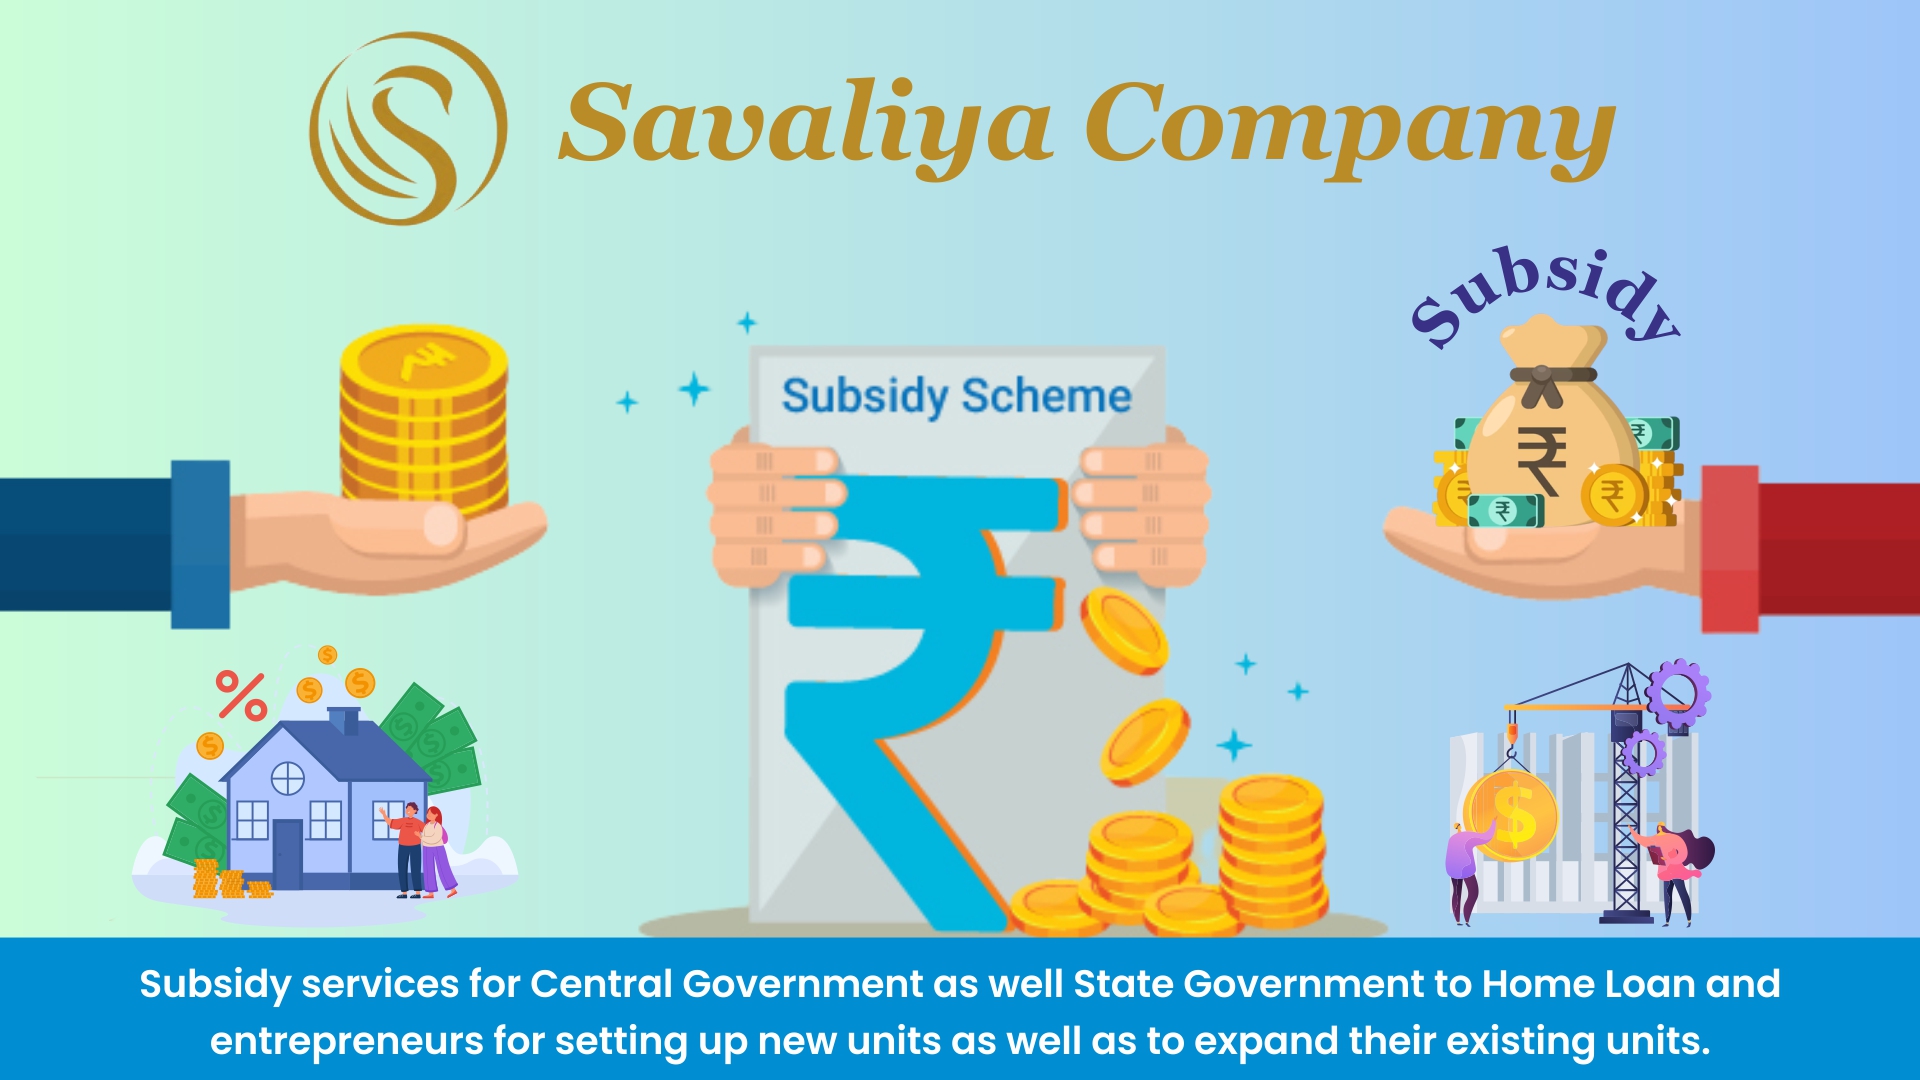 Savaliya Company
Subsidy
Subsidy Scheme
₹
%
$
Subsidy services for Central Government as well State Government to Home Loan and
entrepreneurs for setting up new units as well as to expand their existing units.